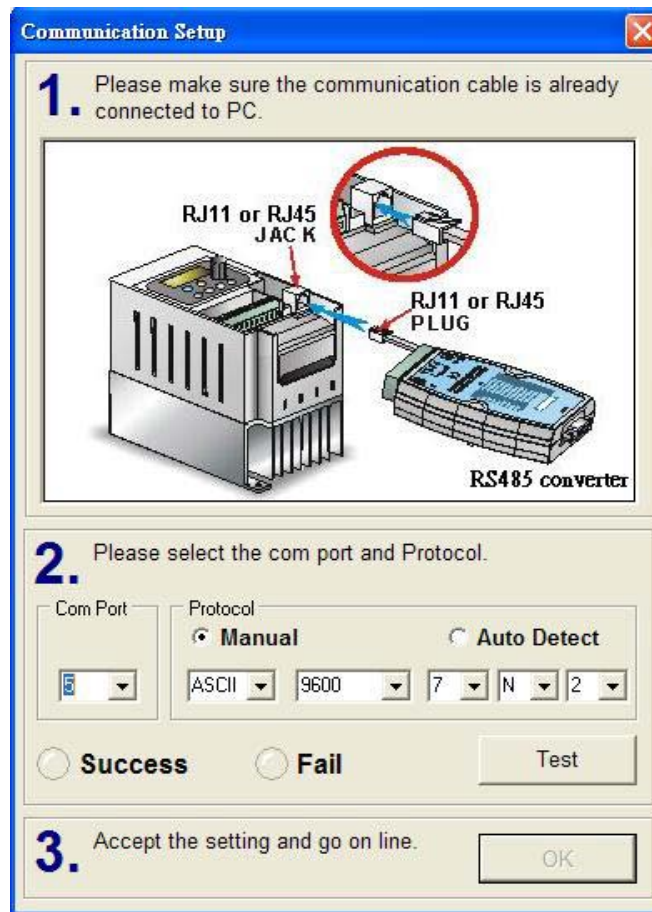 Communication Setup
1. Please make sure the communication cable is already
connected to PC.
RJ11 or RJ45
JACK
RJ11 or RJ45
PLUG
RS485 converter
2. Please select the com port and Protocol.
Com Port
Protocol
Manual
Auto Detect
5
ASCII
9600
7
N
2
Success
Fail
Test
3. Accept the setting and go on line.
OK